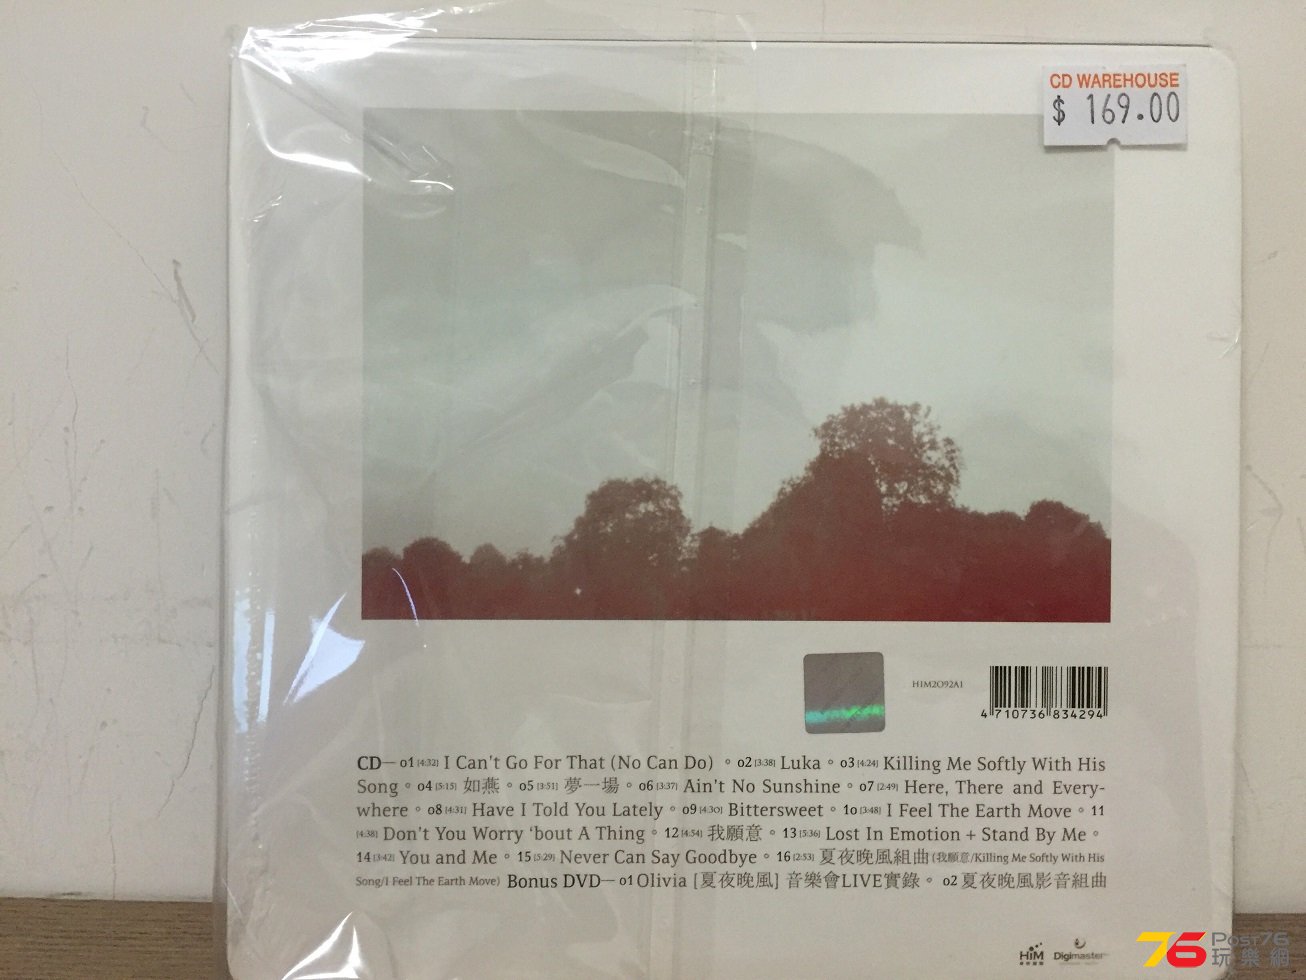 CD WAREHOUSE
$ 169.00
HIM2O92A1
4 710736 834294
CD— o1 [4:32] I Can't Go For That (No Can Do) 。o2 [3:38] Luka。o3 [4:24] Killing Me Softly With His
Song。o4 [5:15] 如燕。o5 [3:51] 夢一場。o6 [3:37] Ain't No Sunshine。o7 [2:49] Here, There and Every-
where。o8 [4:31] Have I Told You Lately。o9 [4:30] Bittersweet。1o [3:48] I Feel The Earth Move。11
[4:38] Don't You Worry ‘bout A Thing。12 [4:54] 我願意。13 [5:36] Lost In Emotion + Stand By Me。
14 [3:42] You and Me。15 [5:29] Never Can Say Goodbye。16 [2:53] 夏夜晚風組曲 (我願意/Killing Me Softly With His
Song/I Feel The Earth Move) Bonus DVD— o1 Olivia [夏夜晚風] 音樂會LIVE實錄。 o2 夏夜晚風影音組曲
HiM Digimaster
76 Post76
玩樂網